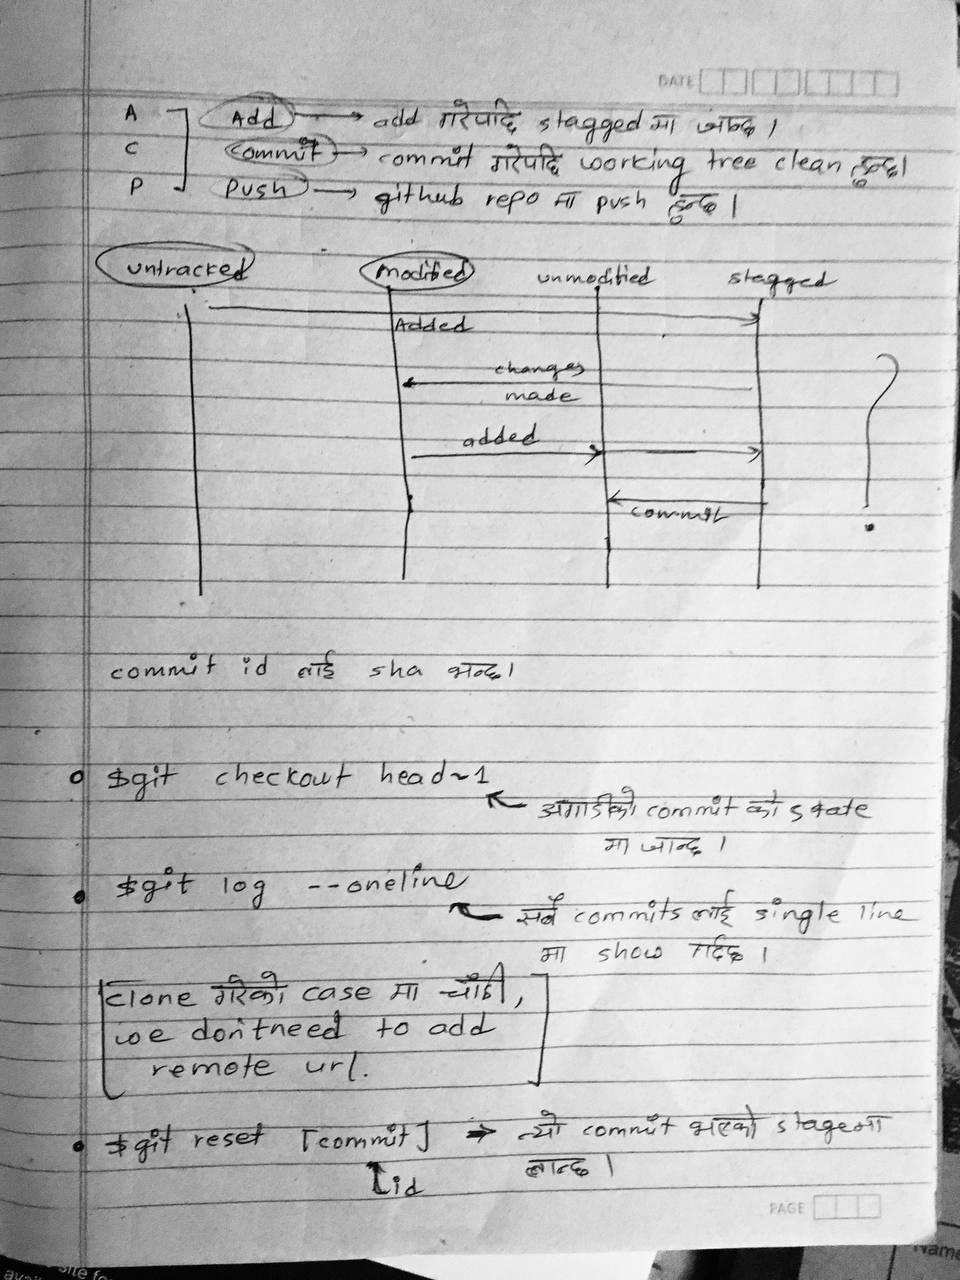 DATE
A Add → add गरेपछि stagged मा जान्छ ।
C commit → commit गरेपछि working tree clean हुन्छ।
P push → github repo मा push हुन्छ ।
untracked modified unmodified stagged
Added
changes
made
added
commit
?
commit id लाई sha भन्छ।
$git checkout head~1
अगाडीको commit को state
मा जान्छ ।
$git log --oneline
सबै commits लाई single line
मा show गर्दछ ।
clone गरेको case मा चाँही,
we don't need to add
remote url.
$git reset [commit] → त्यो commit भएको stageमा
लान्छ ।
id
PAGE
Name